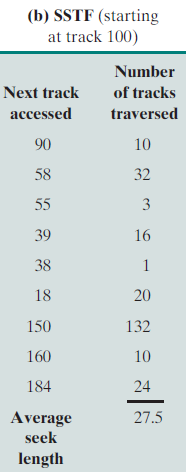 (b) SSTF (starting
at track 100)
Next track
accessed
Number
of tracks
traversed
90 10
58 32
55 3
39 16
38 1
18 20
150 132
160 10
184 24
Average
seek
length
27.5